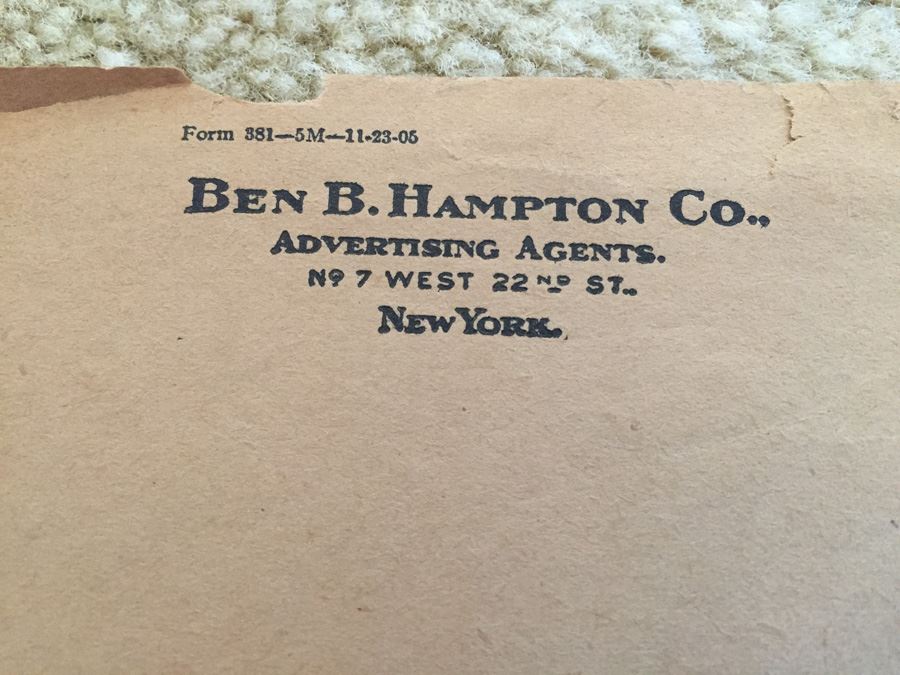 Form 381—5M—11-23-05
BEN B. HAMPTON CO.,
ADVERTISING AGENTS.
Nº 7 WEST 22ND ST.,
NEW YORK.